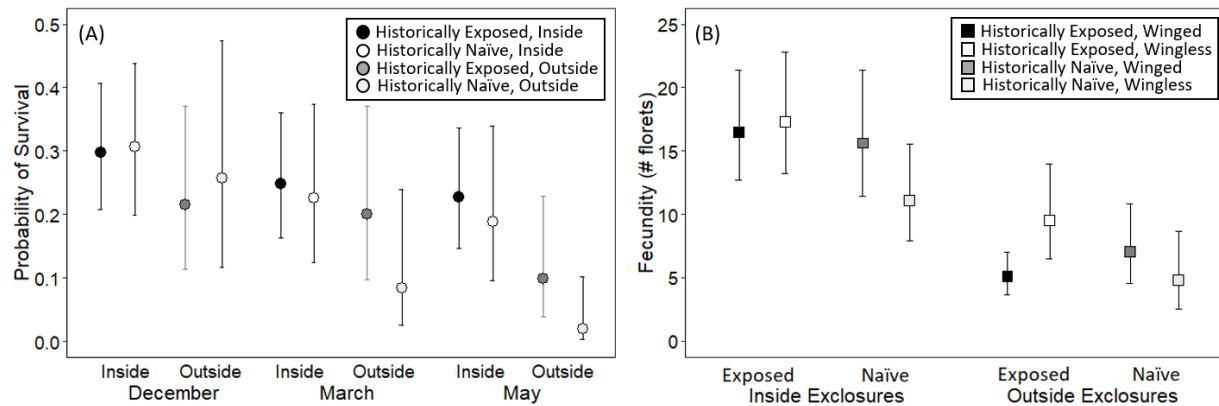 (A)
Historically Exposed, Inside
Historically Naïve, Inside
Historically Exposed, Outside
Historically Naïve, Outside
Probability of Survival
0.5
0.4
0.3
0.2
0.1
0.0
Inside Outside Inside Outside Inside Outside
December March May
(B)
Historically Exposed, Winged
Historically Exposed, Wingless
Historically Naïve, Winged
Historically Naïve, Wingless
Fecundity (# florets)
25
20
15
10
5
0
Exposed Naïve Exposed Naïve
Inside Exclosures Outside Exclosures